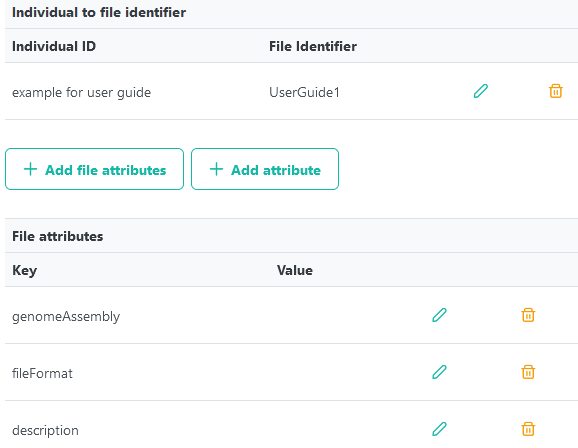 Individual to file identifier
Individual ID File Identifier
example for user guide UserGuide1
Add file attributes Add attribute
File attributes
Key Value
genomeAssembly
fileFormat
description